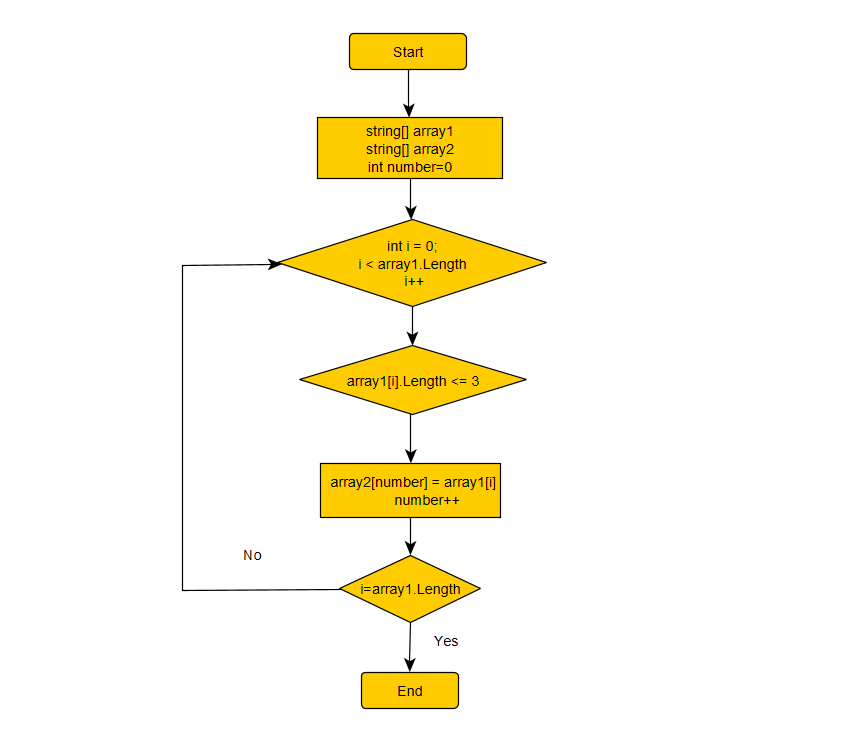 Start
string[] array1
string[] array2
int number=0
int i = 0;
i < array1.Length
i++
array1[i].Length <= 3
array2[number] = array1[i]
number++
No
i=array1.Length
Yes
End